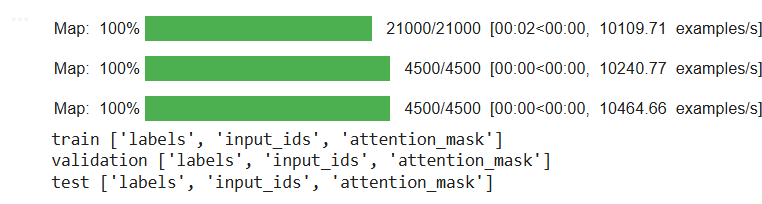 Map: 100% 21000/21000 [00:02<00:00, 10109.71 examples/s]
Map: 100% 4500/4500 [00:00<00:00, 10240.77 examples/s]
Map: 100% 4500/4500 [00:00<00:00, 10464.66 examples/s]
train ['labels', 'input_ids', 'attention_mask']
validation ['labels', 'input_ids', 'attention_mask']
test ['labels', 'input_ids', 'attention_mask']